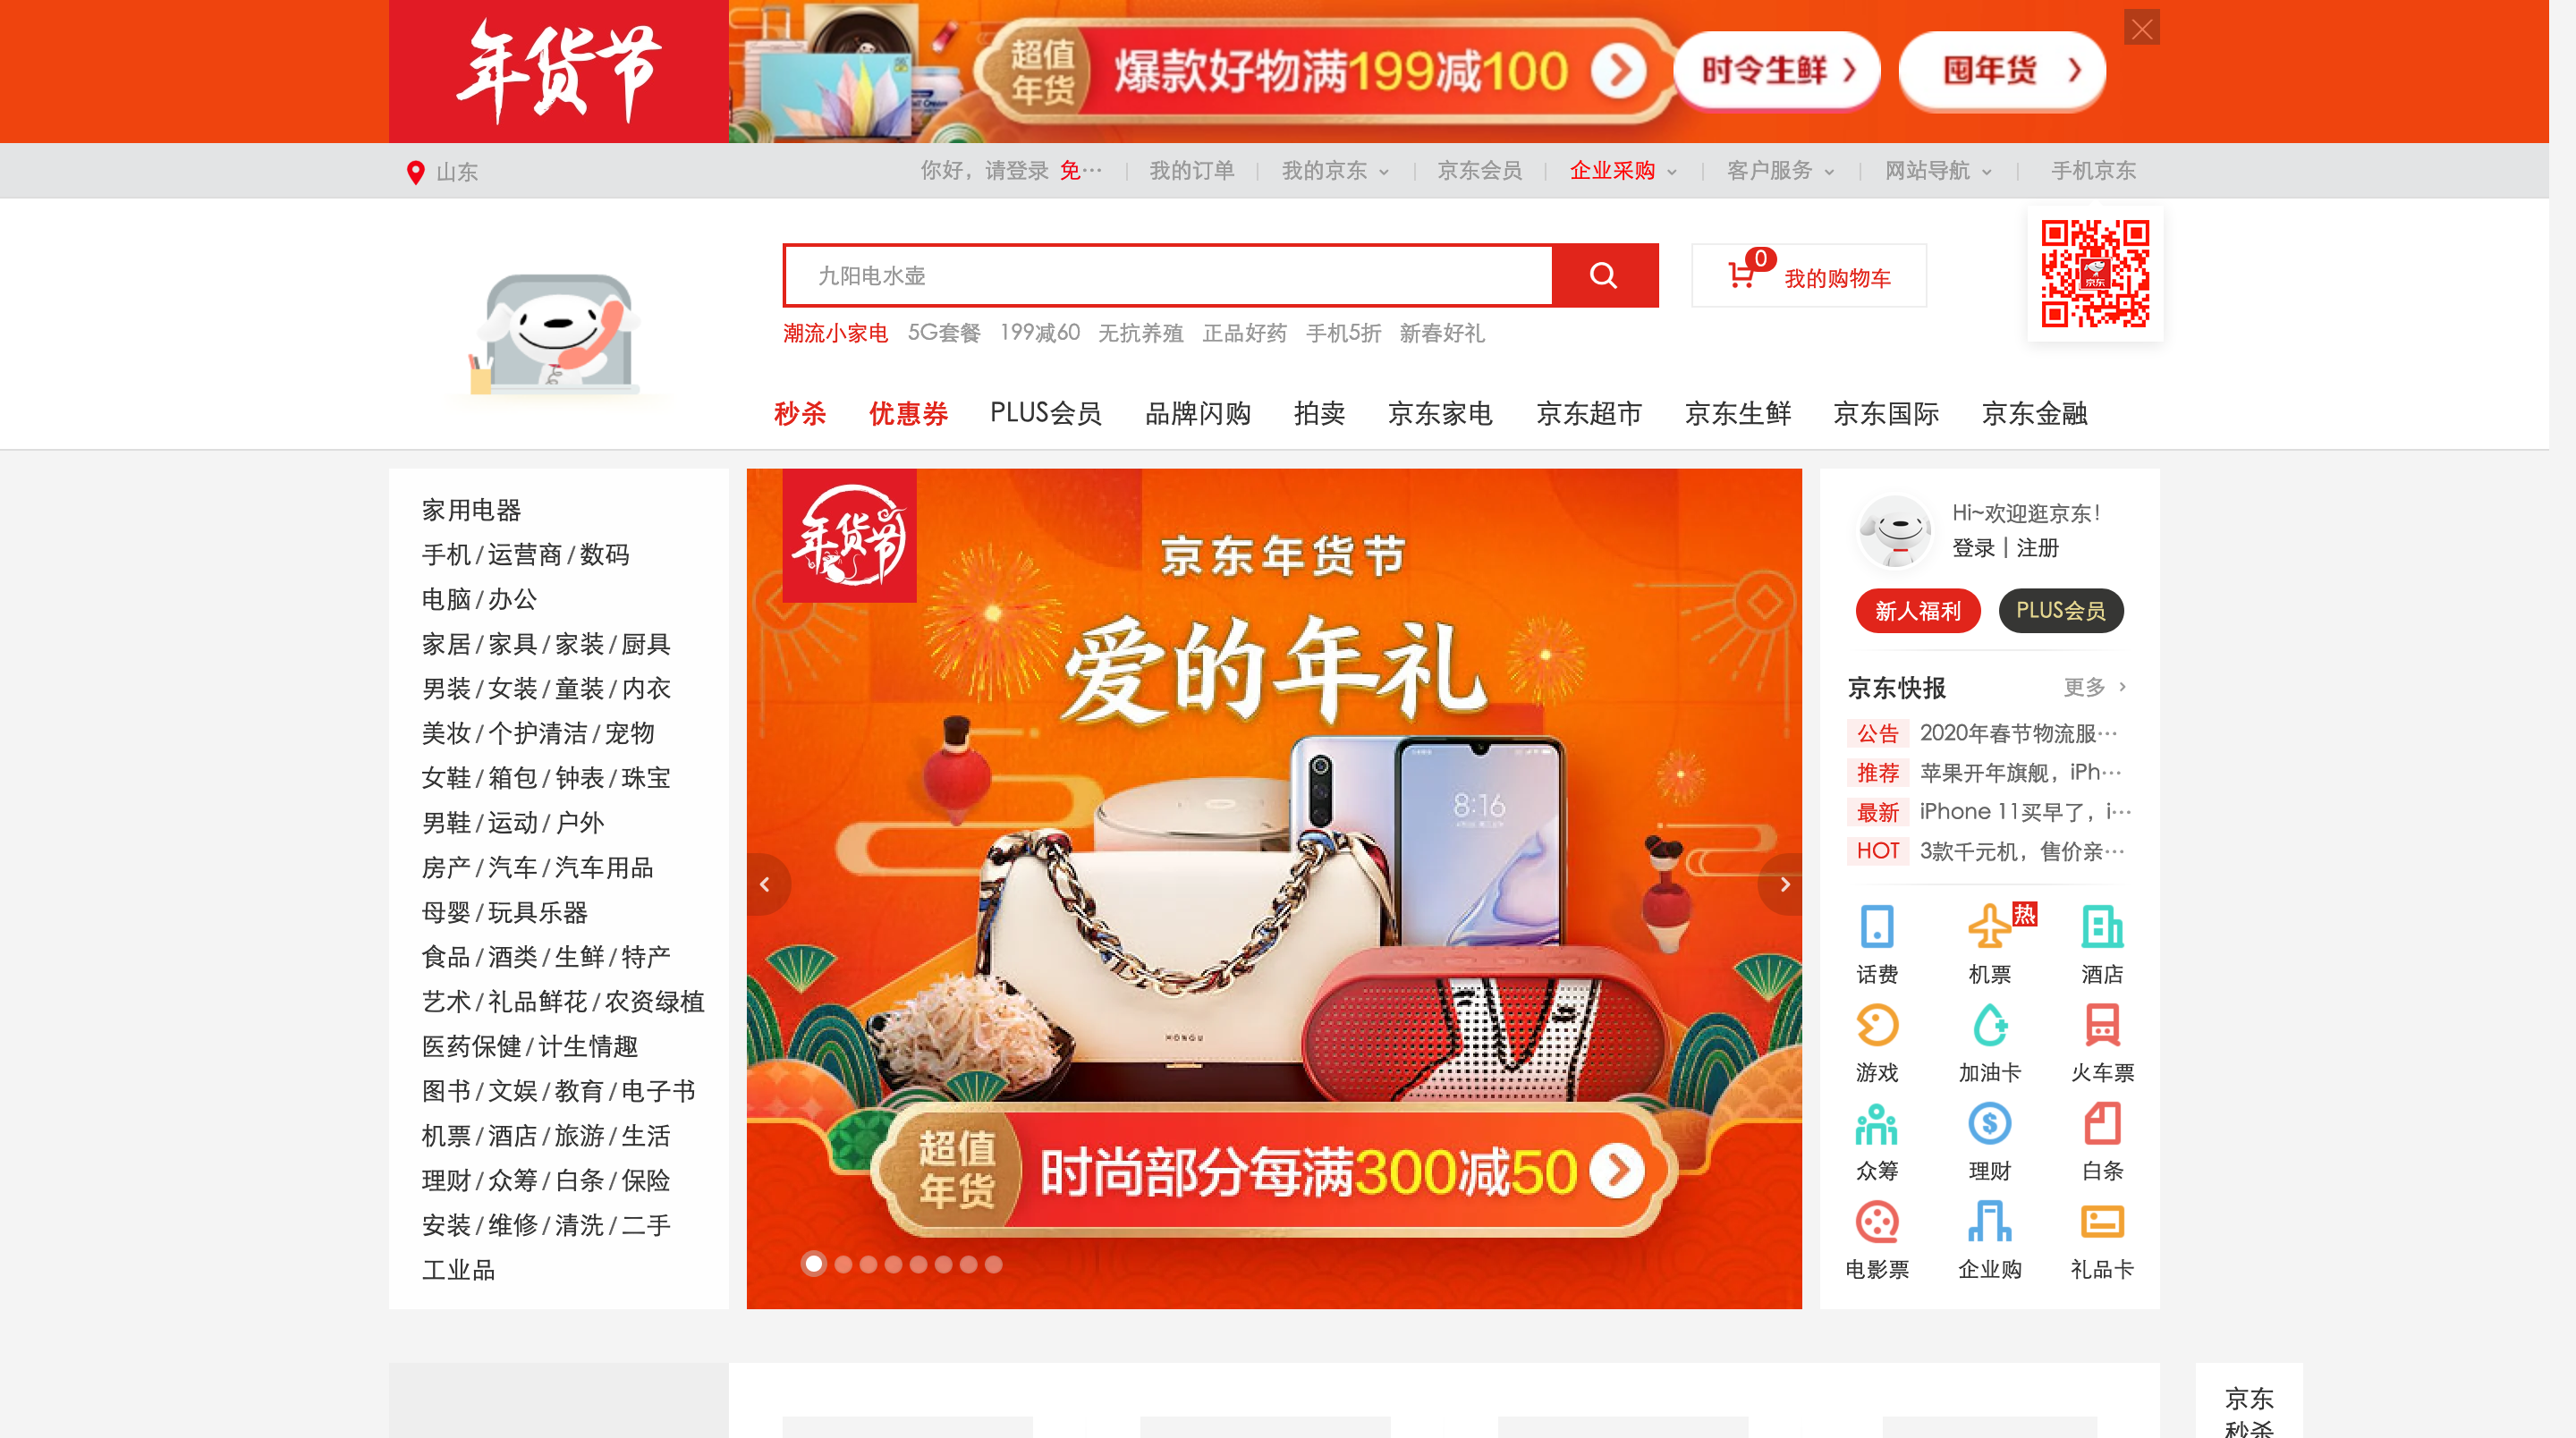 年货节
超值
年货
爆款好物满199减100
时令生鲜
囤年货
山东
你好，请登录 免…
我的订单
我的京东
京东会员
企业采购
客户服务
网站导航
手机京东
九阳电水壶
0
我的购物车
京东
潮流小家电 5G套餐 199减60 无抗养殖 正品好药 手机5折 新春好礼
秒杀 优惠券 PLUS会员 品牌闪购 拍卖 京东家电 京东超市 京东生鲜 京东国际 京东金融
家用电器
手机/运营商/数码
电脑/办公
家居/家具/家装/厨具
男装/女装/童装/内衣
美妆/个护清洁/宠物
女鞋/箱包/钟表/珠宝
男鞋/运动/户外
房产/汽车/汽车用品
母婴/玩具乐器
食品/酒类/生鲜/特产
艺术/礼品鲜花/农资绿植
医药保健/计生情趣
图书/文娱/教育/电子书
机票/酒店/旅游/生活
理财/众筹/白条/保险
安装/维修/清洗/二手
工业品
年货节
京东年货节
爱的年礼
8:16
HONGU
超值
年货
时尚部分每满300减50
Hi~欢迎逛京东!
登录|注册
新人福利
PLUS会员
京东快报
更多
公告 2020年春节物流服…
推荐 苹果开年旗舰，iPh…
最新 iPhone 11买早了，i…
HOT 3款千元机，售价亲…
热
话费 机票 酒店
游戏 加油卡 火车票
众筹 理财 白条
电影票 企业购 礼品卡
京东
秒杀